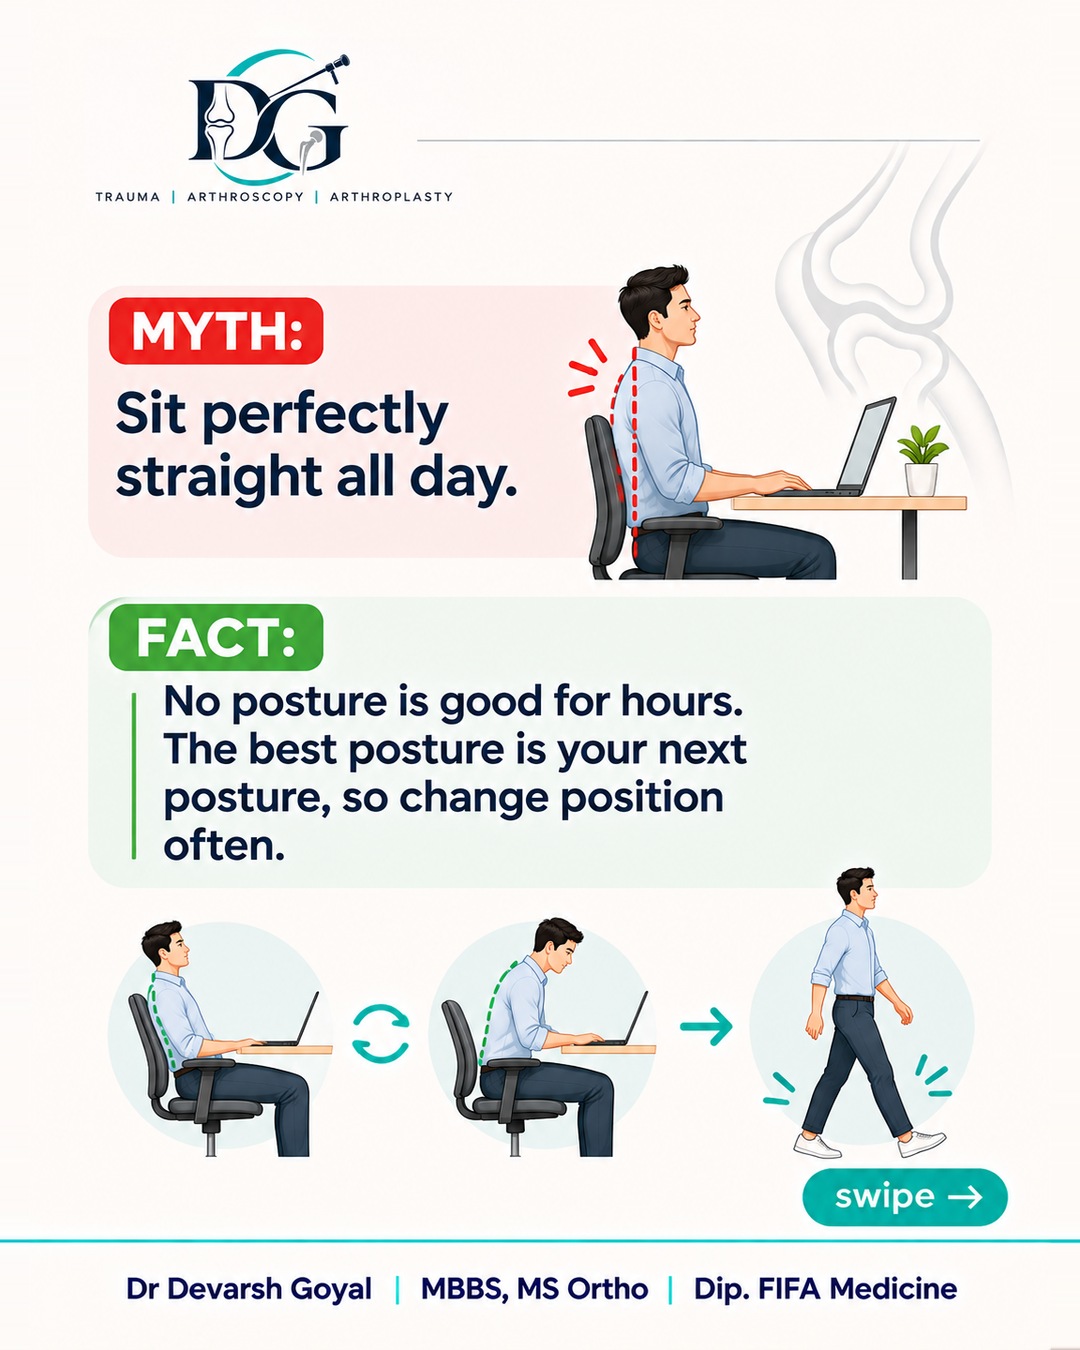 DG
TRAUMA | ARTHROSCOPY | ARTHROPLASTY
MYTH:
Sit perfectly
straight all day.
FACT:
No posture is good for hours.
The best posture is your next
posture, so change position
often.
swipe →
Dr Devarsh Goyal | MBBS, MS Ortho | Dip. FIFA Medicine